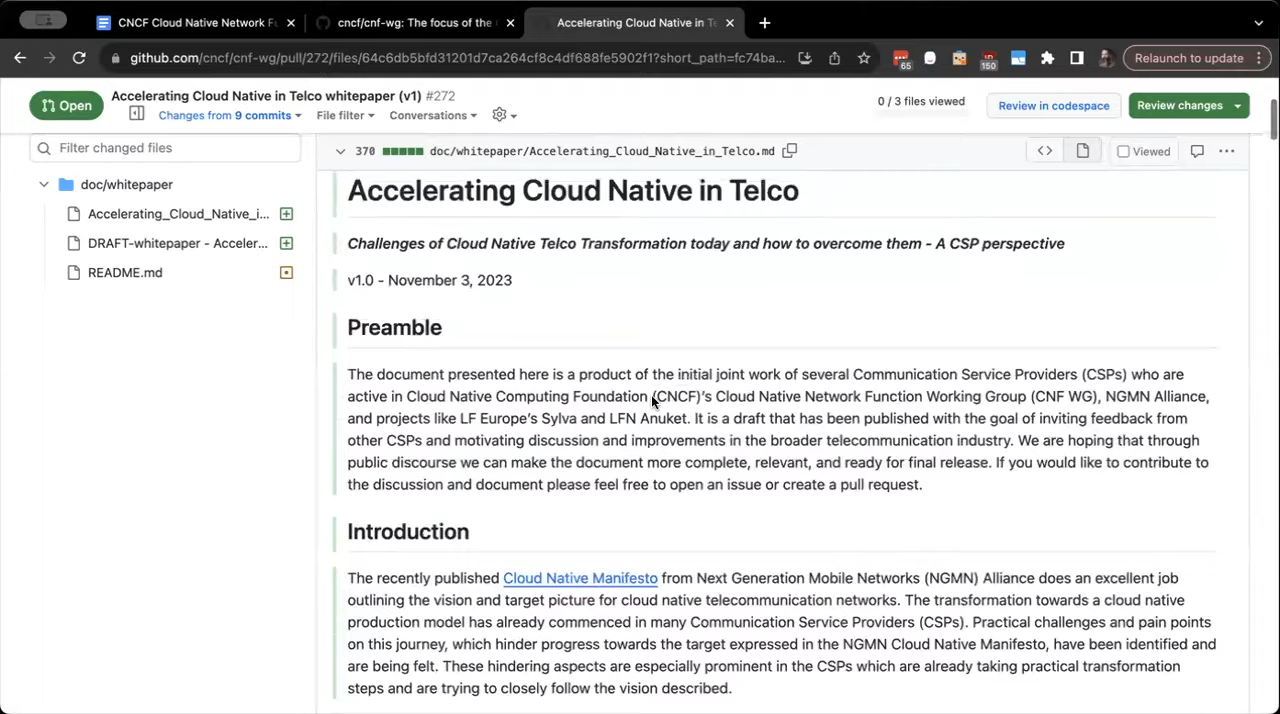 CNCF Cloud Native Network F
cncf/cnf-wg: The focus of the
Accelerating Cloud Native in T
github.com/cncf/cnf-wg/pull/272/files/64c6db5bfd31201d7ca264cf8c4df688fe5902f1?short_path=fc74ba...
65
150
Relaunch to update
Open
Accelerating Cloud Native in Telco whitepaper (v1) #272
Changes from 9 commits
File filter
Conversations
0 / 3 files viewed
Review in codespace
Review changes
Filter changed files
370
doc/whitepaper/Accelerating_Cloud_Native_in_Telco.md
Viewed
doc/whitepaper
Accelerating_Cloud_Native_i...
DRAFT-whitepaper - Acceler...
README.md
Accelerating Cloud Native in Telco
Challenges of Cloud Native Telco Transformation today and how to overcome them - A CSP perspective
v1.0 - November 3, 2023
Preamble
The document presented here is a product of the initial joint work of several Communication Service Providers (CSPs) who are
active in Cloud Native Computing Foundation (CNCF)'s Cloud Native Network Function Working Group (CNF WG), NGMN Alliance,
and projects like LF Europe's Sylva and LFN Anuket. It is a draft that has been published with the goal of inviting feedback from
other CSPs and motivating discussion and improvements in the broader telecommunication industry. We are hoping that through
public discourse we can make the document more complete, relevant, and ready for final release. If you would like to contribute to
the discussion and document please feel free to open an issue or create a pull request.
Introduction
The recently published Cloud Native Manifesto from Next Generation Mobile Networks (NGMN) Alliance does an excellent job
outlining the vision and target picture for cloud native telecommunication networks. The transformation towards a cloud native
production model has already commenced in many Communication Service Providers (CSPs). Practical challenges and pain points
on this journey, which hinder progress towards the target expressed in the NGMN Cloud Native Manifesto, have been identified and
are being felt. These hindering aspects are especially prominent in the CSPs which are already taking practical transformation
steps and are trying to closely follow the vision described.